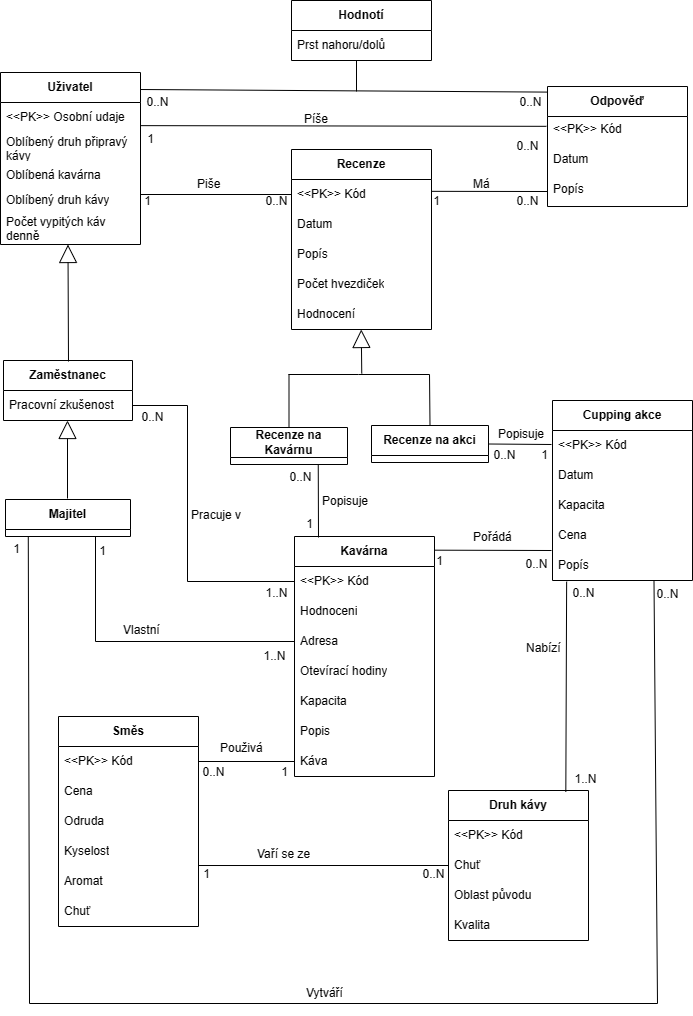 Hodnotí
Prst nahoru/dolů
Uživatel
<<PK>> Osobní udaje
Oblíbený druh připravý
kávy
Oblíbená kavárna
Oblíbený druh kávy
Počet vypitých káv
denně
0..N
0..N
Odpověď
<<PK>> Kód
Datum
Popís
Píše
1
0..N
Recenze
<<PK>> Kód
Datum
Popís
Počet hvezdiček
Hodnocení
Piše
1
0..N
Má
1
0..N
Zaměstnanec
Pracovní zkušenost
0..N
Pracuje v
1..N
Recenze na
Kavárnu
Recenze na akci
Popisuje
0..N
1
Cupping akce
<<PK>> Kód
Datum
Kapacita
Cena
Popís
0..N
Popisuje
1
Majitel
1
1
Kavárna
<<PK>> Kód
Hodnoceni
Adresa
Otevírací hodiny
Kapacita
Popis
Káva
Pořádá
1
0..N
0..N
0..N
Vlastní
1..N
Nabízí
1..N
Směs
<<PK>> Kód
Cena
Odruda
Kyselost
Aromat
Chuť
Použivá
0..N
1
Druh kávy
<<PK>> Kód
Chuť
Oblast původu
Kvalita
Vaří se ze
1
0..N
Vytváří